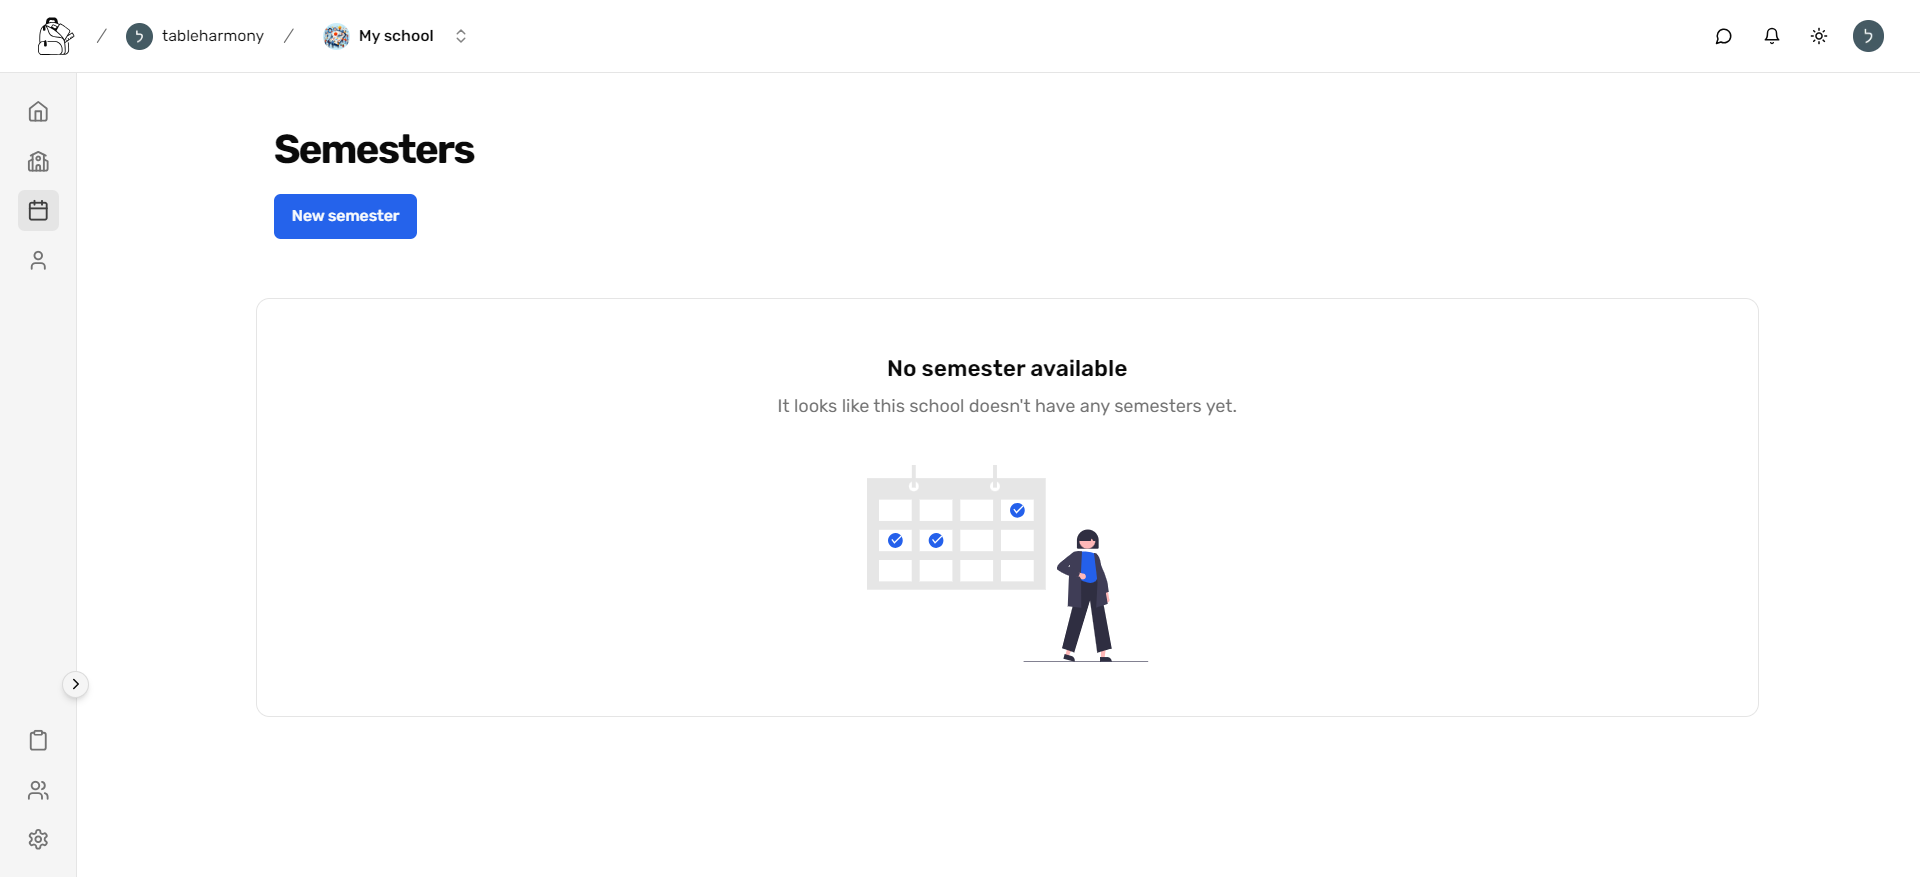 / ל tableharmony / My school
ל
Semesters
New semester
No semester available
It looks like this school doesn't have any semesters yet.